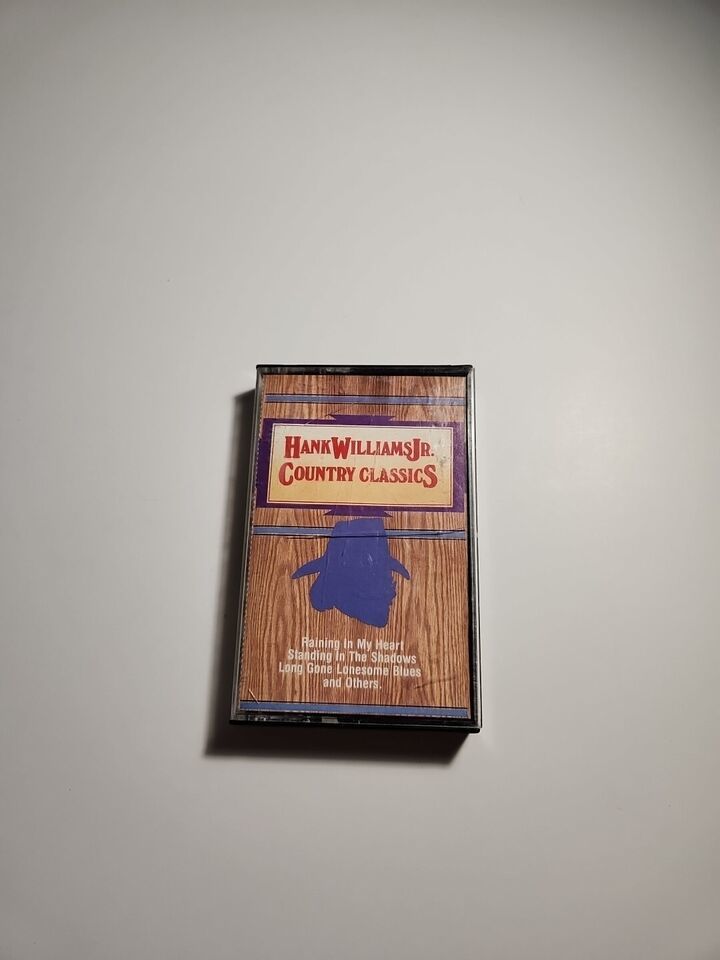 HANK WILLIAMS JR.
COUNTRY CLASSICS
Raining In My Heart
Standing In The Shadows
Long Gone Lonesome Blues
and Others.